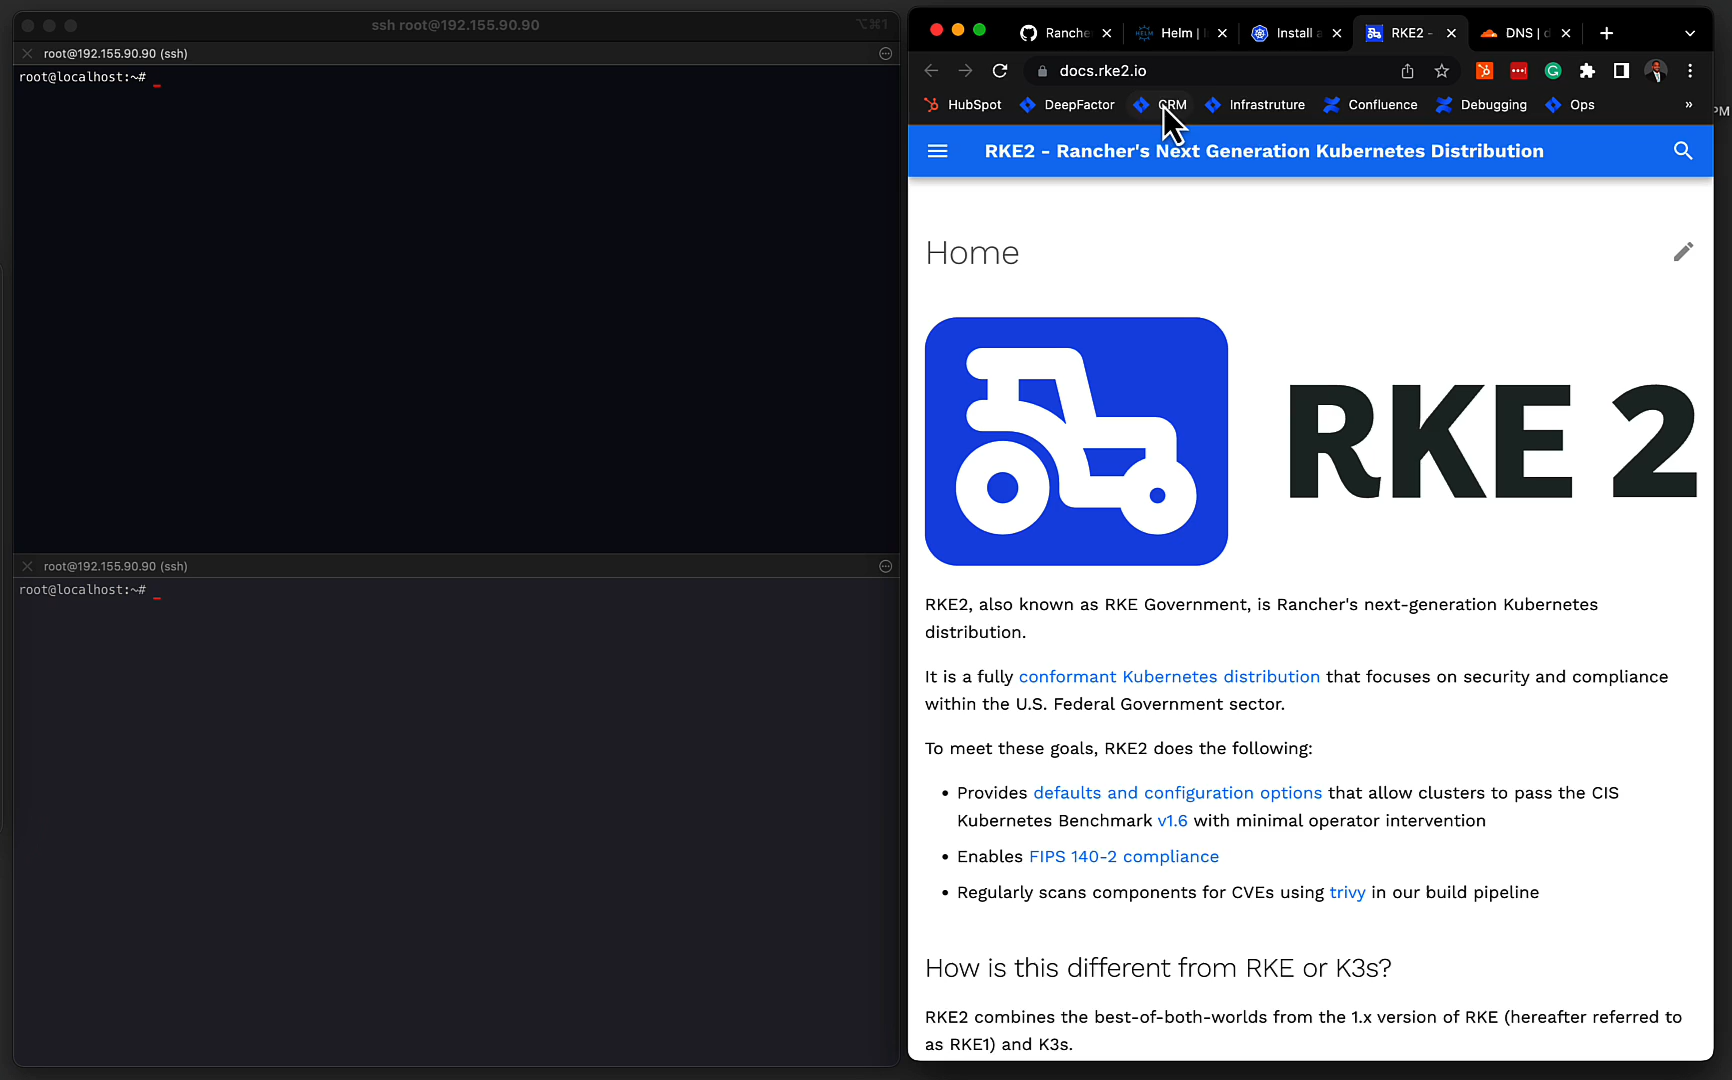 ssh root@192.155.90.90
⌥⌘1
root@192.155.90.90 (ssh)
root@localhost:~#
root@192.155.90.90 (ssh)
root@localhost:~#
Ranche
Helm |
Install a
RKE2 -
DNS | d
docs.rke2.io
HubSpot
DeepFactor
CRM
Infrastruture
Confluence
Debugging
Ops
»
PM
RKE2 - Rancher's Next Generation Kubernetes Distribution
Home
RKE 2
RKE2, also known as RKE Government, is Rancher's next-generation Kubernetes
distribution.
It is a fully conformant Kubernetes distribution that focuses on security and compliance
within the U.S. Federal Government sector.
To meet these goals, RKE2 does the following:
• Provides defaults and configuration options that allow clusters to pass the CIS
Kubernetes Benchmark v1.6 with minimal operator intervention
• Enables FIPS 140-2 compliance
• Regularly scans components for CVEs using trivy in our build pipeline
How is this different from RKE or K3s?
RKE2 combines the best-of-both-worlds from the 1.x version of RKE (hereafter referred to
as RKE1) and K3s.